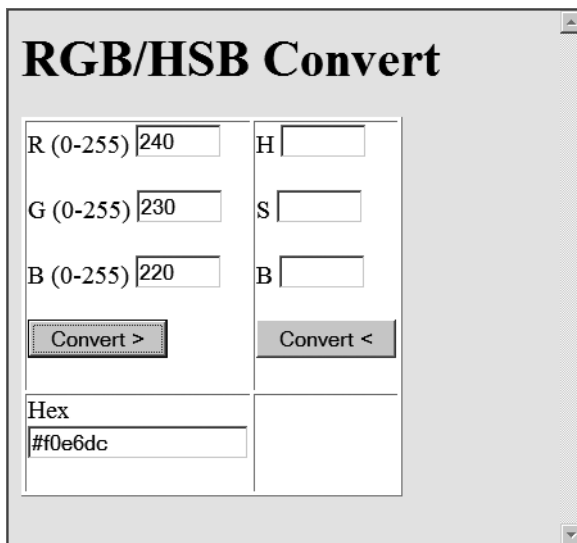 RGB/HSB Convert
R (0-255) 240
H
G (0-255) 230
S
B (0-255) 220
B
Convert >
Convert <
Hex
#f0e6dc